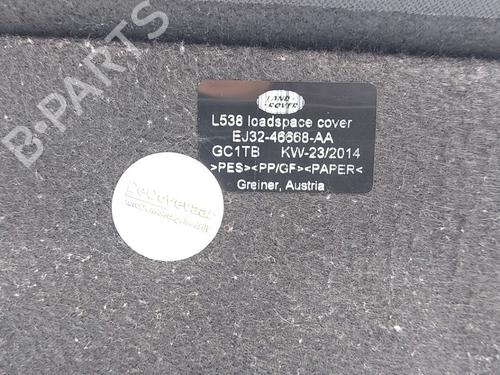 B-PARTS
LAND-
ROVER
L538 loadspace cover
EJ32-46668-AA
GC1TB KW-23/2014
>PES< >PP/GF< >PAPER<
Greiner, Austria